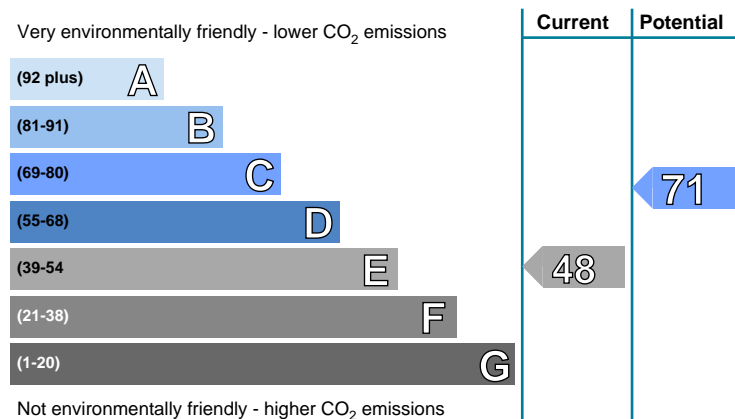 Very environmentally friendly - lower CO₂ emissions
Current
Potential
(92 plus) A
(81-91) B
(69-80) C
71
(55-68) D
(39-54 E
48
(21-38) F
(1-20) G
Not environmentally friendly - higher CO₂ emissions